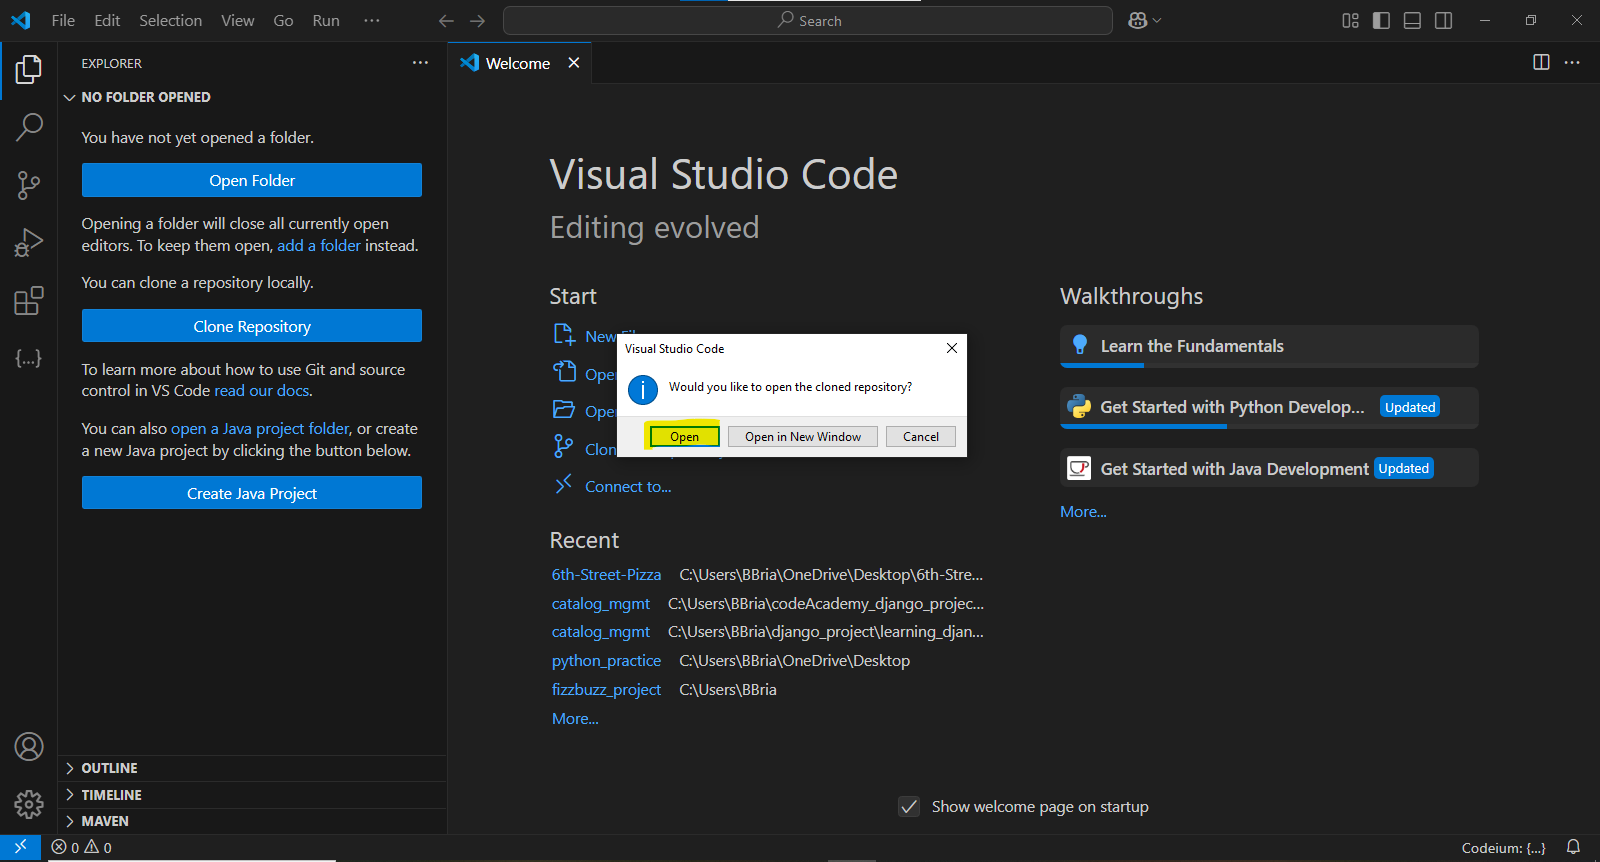 File Edit Selection View Go Run ···
Search
EXPLORER
NO FOLDER OPENED
You have not yet opened a folder.
Open Folder
Opening a folder will close all currently open
editors. To keep them open, add a folder instead.
You can clone a repository locally.
Clone Repository
To learn more about how to use Git and source
control in VS Code read our docs.
You can also open a Java project folder, or create
a new Java project by clicking the button below.
Create Java Project
OUTLINE
TIMELINE
MAVEN
Welcome
Visual Studio Code
Editing evolved
Start
New
Connect to...
Recent
6th-Street-Pizza C:\Users\BBria\OneDrive\Desktop\6th-Stre...
catalog_mgmt C:\Users\BBria\codeAcademy_django_projec...
catalog_mgmt C:\Users\BBria\django_project\learning_djan...
python_practice C:\Users\BBria\OneDrive\Desktop
fizzbuzz_project C:\Users\BBria
More...
Walkthroughs
Learn the Fundamentals
Get Started with Python Develop... Updated
Get Started with Java Development Updated
More...
Visual Studio Code
Would you like to open the cloned repository?
Open Open in New Window Cancel
Show welcome page on startup
0 0
Codeium: {...}